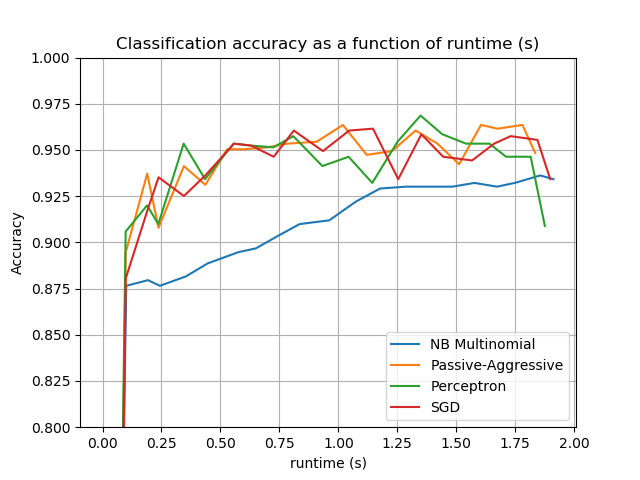 Classification accuracy as a function of runtime (s)
1.000
0.975
0.950
0.925
0.900
0.875
0.850
0.825
0.800
Accuracy
NB Multinomial
Passive-Aggressive
Perceptron
SGD
0.00 0.25 0.50 0.75 1.00 1.25 1.50 1.75 2.00
runtime (s)